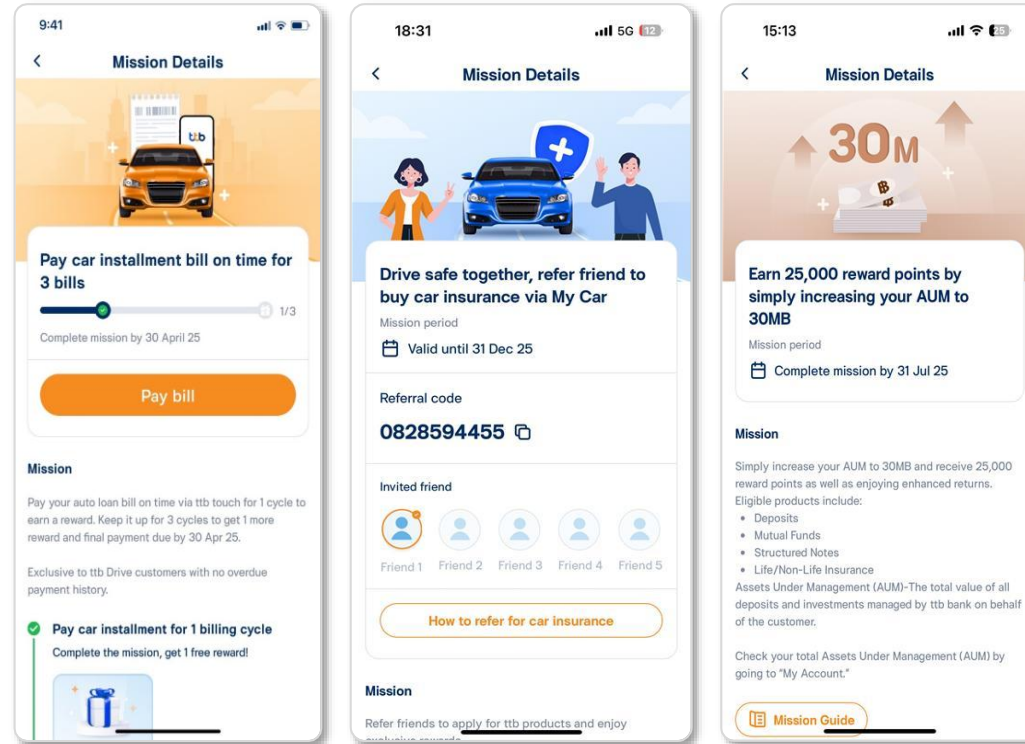 9:41
Mission Details
ttb
Pay car installment bill on time for
3 bills
1/3
Complete mission by 30 April 25
Pay bill
Mission
Pay your auto loan bill on time via ttb touch for 1 cycle to
earn a reward. Keep it up for 3 cycles to get 1 more
reward and final payment due by 30 Apr 25.
Exclusive to ttb Drive customers with no overdue
payment history.
Pay car installment for 1 billing cycle
Complete the mission, get 1 free reward!
18:31
5G 12
Mission Details
Drive safe together, refer friend to
buy car insurance via My Car
Mission period
Valid until 31 Dec 25
Referral code
0828594455
Invited friend
Friend 1 Friend 2 Friend 3 Friend 4 Friend 5
How to refer for car insurance
Mission
Refer friends to apply for ttb products and enjoy
exclusive rewards
15:13
25
Mission Details
30M
฿
Earn 25,000 reward points by
simply increasing your AUM to
30MB
Mission period
Complete mission by 31 Jul 25
Mission
Simply increase your AUM to 30MB and receive 25,000
reward points as well as enjoying enhanced returns.
Eligible products include:
• Deposits
• Mutual Funds
• Structured Notes
• Life/Non-Life Insurance
Assets Under Management (AUM)-The total value of all
deposits and investments managed by ttb bank on behalf
of the customer.
Check your total Assets Under Management (AUM) by
going to "My Account."
Mission Guide